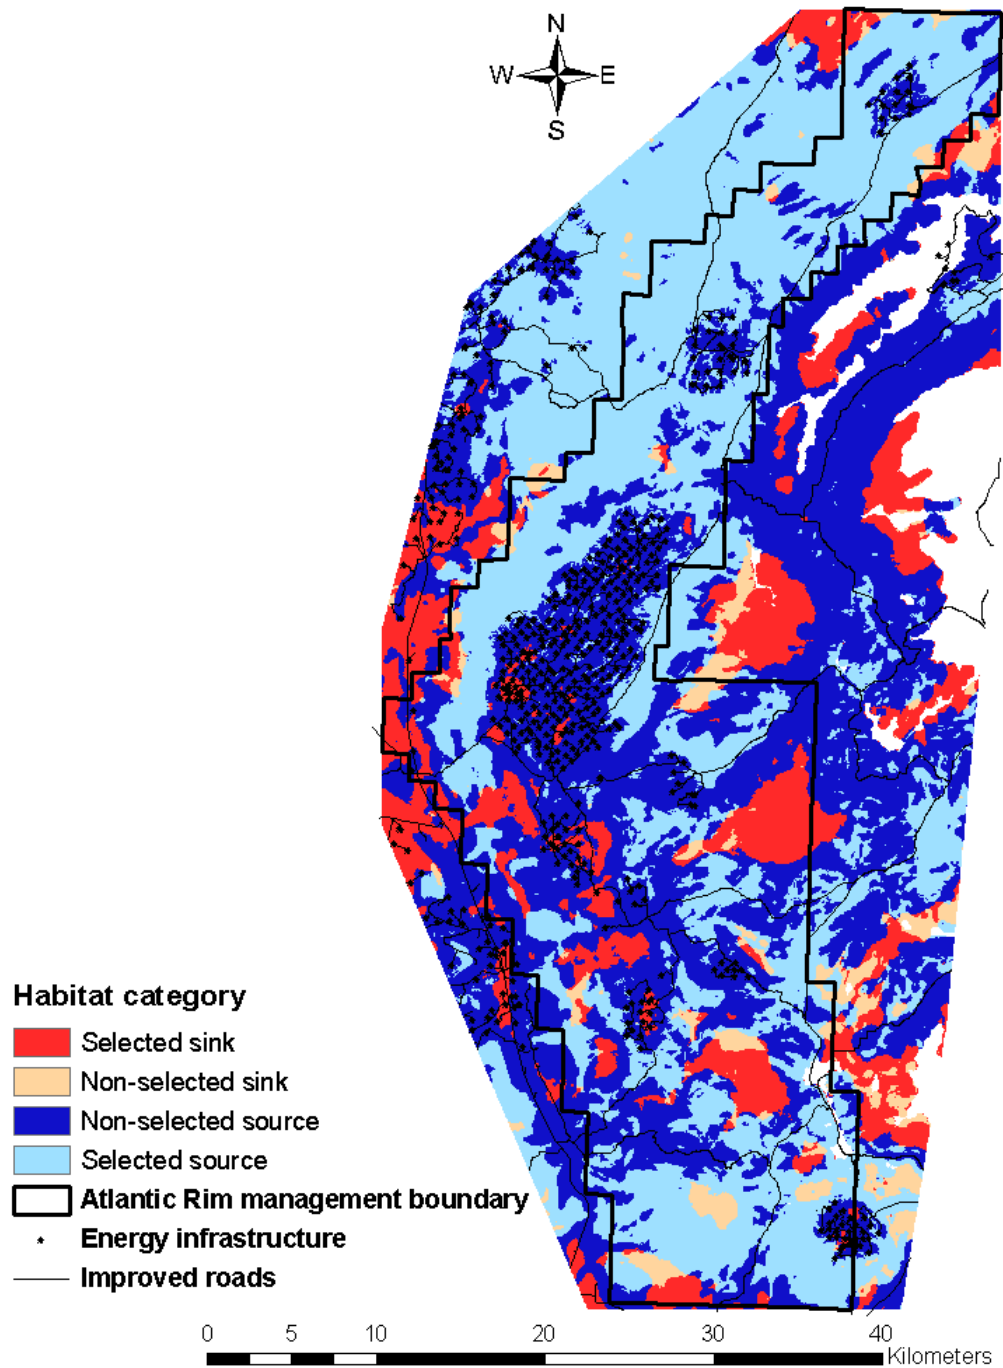 N
W E
S
Habitat category
Selected sink
Non-selected sink
Non-selected source
Selected source
Atlantic Rim management boundary
Energy infrastructure
Improved roads
0 5 10 20 30 40
Kilometers